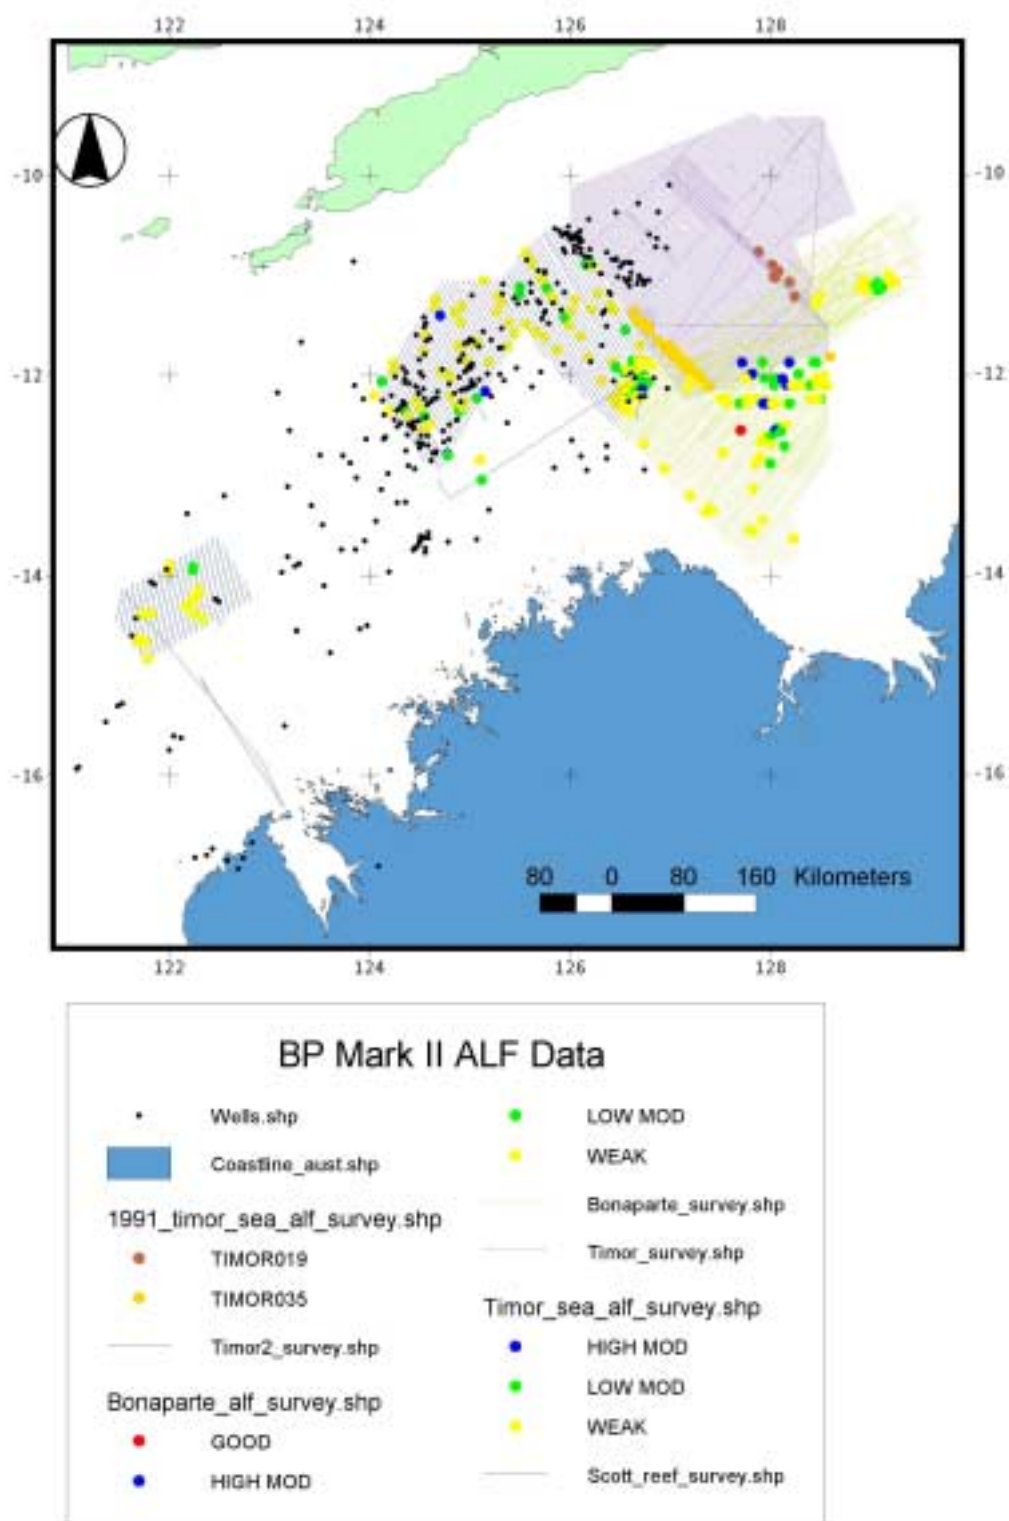 122 124 126 128
-10 -10
-12 -12
-14 -14
-16 -16
80 0 80 160 Kilometers
122 124 126 128
BP Mark II ALF Data
Wells.shp
Coastline_aust.shp
1991_timor_sea_alf_survey.shp
TIMOR019
TIMOR035
Timor2_survey.shp
Bonaparte_alf_survey.shp
GOOD
HIGH MOD
LOW MOD
WEAK
Bonaparte_survey.shp
Timor_survey.shp
Timor_sea_alf_survey.shp
HIGH MOD
LOW MOD
WEAK
Scott_reef_survey.shp